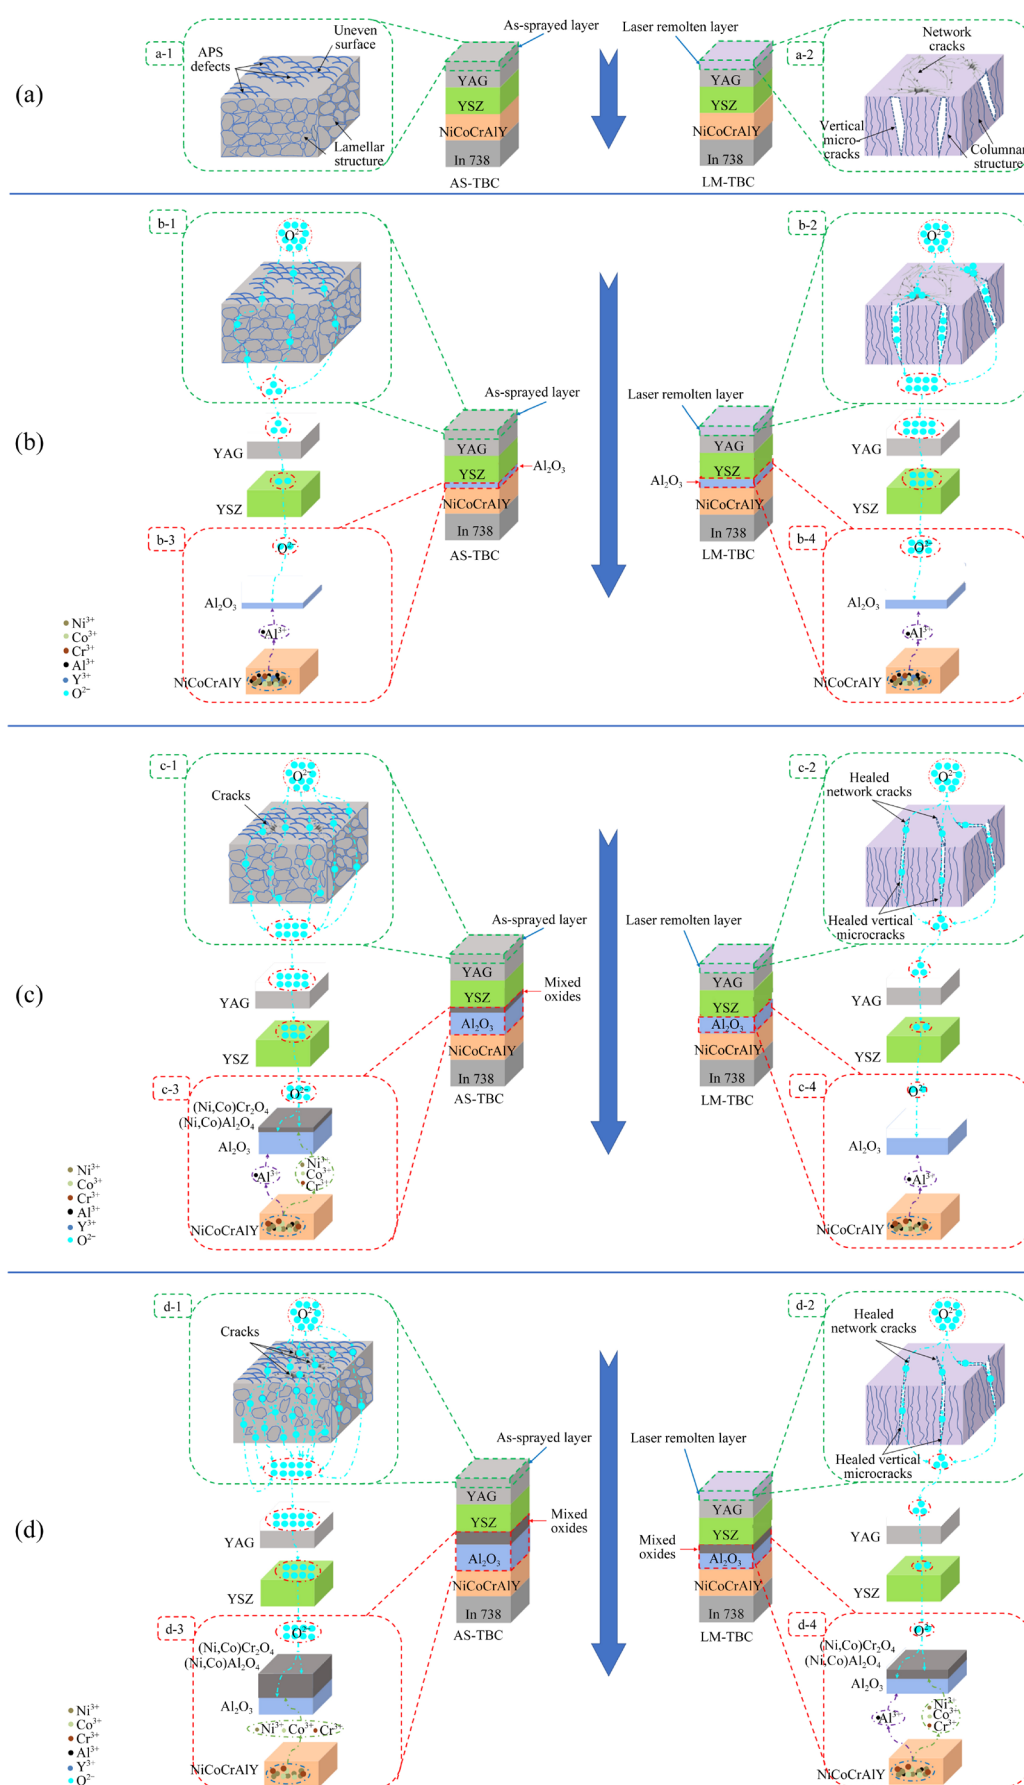 (a)
a-1
APS
defects
Uneven
surface
Lamellar
structure
As-sprayed layer
YAG
YSZ
NiCoCrAlY
In 738
AS-TBC
Laser remolten layer
YAG
YSZ
NiCoCrAlY
In 738
LM-TBC
a-2
Network
cracks
Vertical
micro-
cracks
Columnar
structure
(b)
b-1
O²⁻
YAG
YSZ
b-3
O²⁻
Al₂O₃
Al³⁺
NiCoCrAlY
Ni³⁺
Co³⁺
Cr³⁺
Al³⁺
Y³⁺
O²⁻
As-sprayed layer
YAG
YSZ
Al₂O₃
NiCoCrAlY
In 738
AS-TBC
Laser remolten layer
YAG
YSZ
Al₂O₃
NiCoCrAlY
In 738
LM-TBC
b-2
O²⁻
YAG
YSZ
b-4
O²⁻
Al₂O₃
Al³⁺
NiCoCrAlY
(c)
c-1
O²⁻
Cracks
YAG
YSZ
c-3
O²⁻
(Ni,Co)Cr₂O₄
(Ni,Co)Al₂O₄
Al₂O₃
Al³⁺
Ni³⁺
Co³⁺
Cr³⁺
NiCoCrAlY
Ni³⁺
Co³⁺
Cr³⁺
Al³⁺
Y³⁺
O²⁻
As-sprayed layer
YAG
YSZ
Mixed
oxides
Al₂O₃
NiCoCrAlY
In 738
AS-TBC
Laser remolten layer
YAG
YSZ
Al₂O₃
NiCoCrAlY
In 738
LM-TBC
c-2
Healed
network cracks
O²⁻
Healed vertical
microcracks
YAG
YSZ
c-4
O²⁻
Al₂O₃
Al³⁺
NiCoCrAlY
(d)
d-1
O²⁻
Cracks
YAG
YSZ
d-3
O²⁻
(Ni,Co)Cr₂O₄
(Ni,Co)Al₂O₄
Al₂O₃
Ni³⁺ Co³⁺ Cr³⁺
NiCoCrAlY
Ni³⁺
Co³⁺
Cr³⁺
Al³⁺
Y³⁺
O²⁻
As-sprayed layer
YAG
YSZ
Mixed
oxides
Al₂O₃
NiCoCrAlY
In 738
AS-TBC
Laser remolten layer
YAG
YSZ
Mixed
oxides
Al₂O₃
NiCoCrAlY
In 738
LM-TBC
d-2
Healed
network cracks
O²⁻
Healed vertical
microcracks
YAG
YSZ
d-4
O²⁻
(Ni,Co)Cr₂O₄
(Ni,Co)Al₂O₄
Al₂O₃
Al³⁺
Ni³⁺
Co³⁺
Cr³⁺
NiCoCrAlY